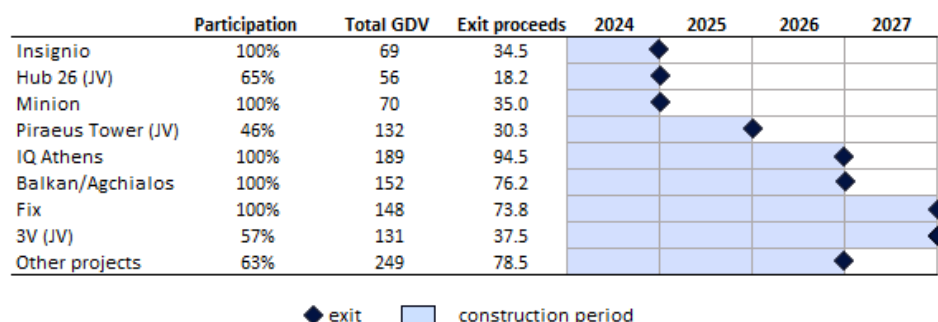 Participation Total GDV Exit proceeds 2024 2025 2026 2027
Insignio 100% 69 34.5
Hub 26 (JV) 65% 56 18.2
Minion 100% 70 35.0
Piraeus Tower (JV) 46% 132 30.3
IQ Athens 100% 189 94.5
Balkan/Agchialos 100% 152 76.2
Fix 100% 148 73.8
3V (JV) 57% 131 37.5
Other projects 63% 249 78.5
exit construction period